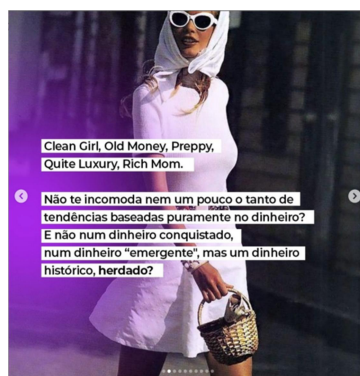 Clean Girl, Old Money, Preppy,
Quite Luxury, Rich Mom.
Não te incomoda nem um pouco o tanto de
tendências baseadas puramente no dinheiro?
E não num dinheiro conquistado,
num dinheiro “emergente", mas um dinheiro
histórico, herdado?